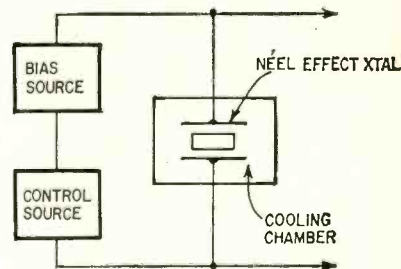 BIAS
SOURCE
NÉEL EFFECT XTAL
CONTROL
SOURCE
COOLING
CHAMBER